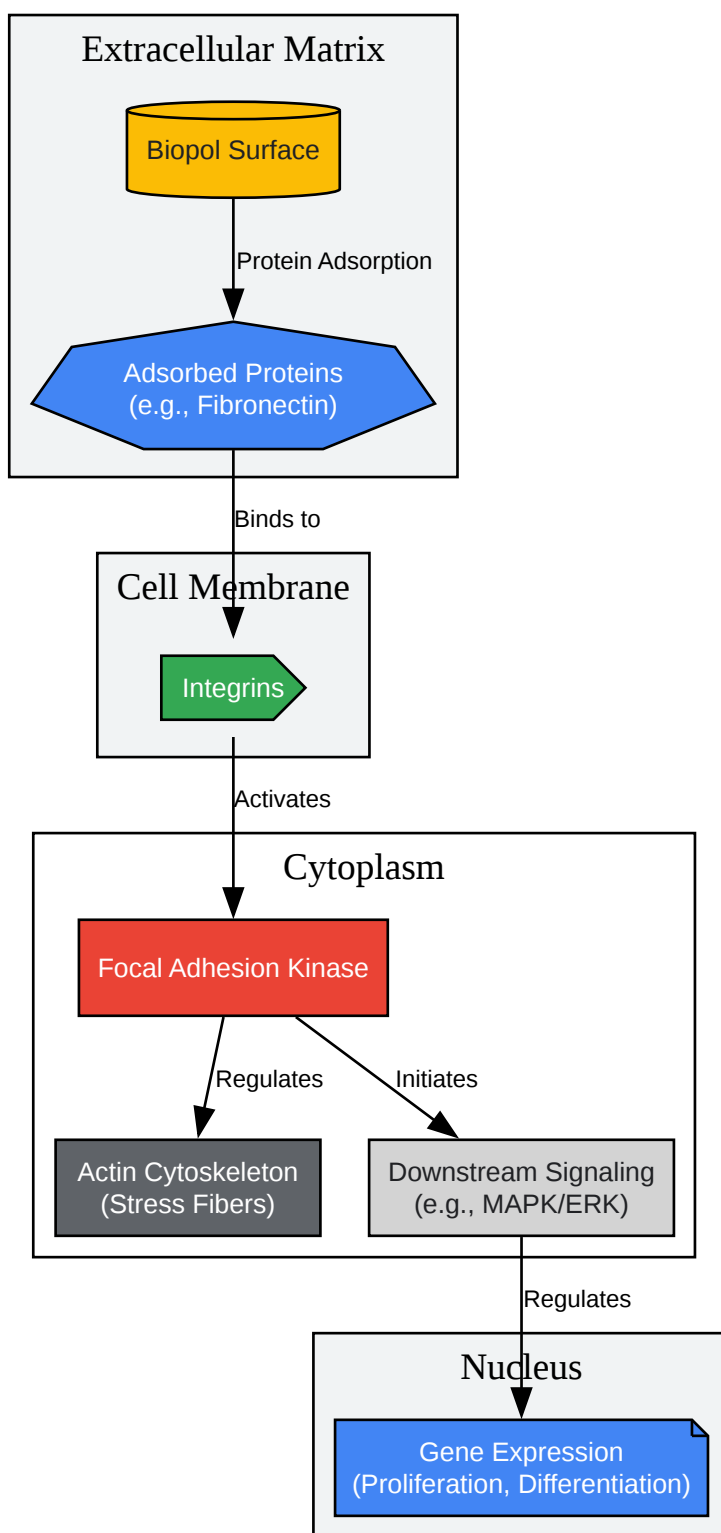 Extracellular Matrix
Biopol Surface
Protein Adsorption
Adsorbed Proteins
(e.g., Fibronectin)
Binds to
Cell Membrane
Integrins
Activates
Cytoplasm
Focal Adhesion Kinase
Regulates
Initiates
Actin Cytoskeleton
(Stress Fibers)
Downstream Signaling
(e.g., MAPK/ERK)
Regulates
Nucleus
Gene Expression
(Proliferation, Differentiation)